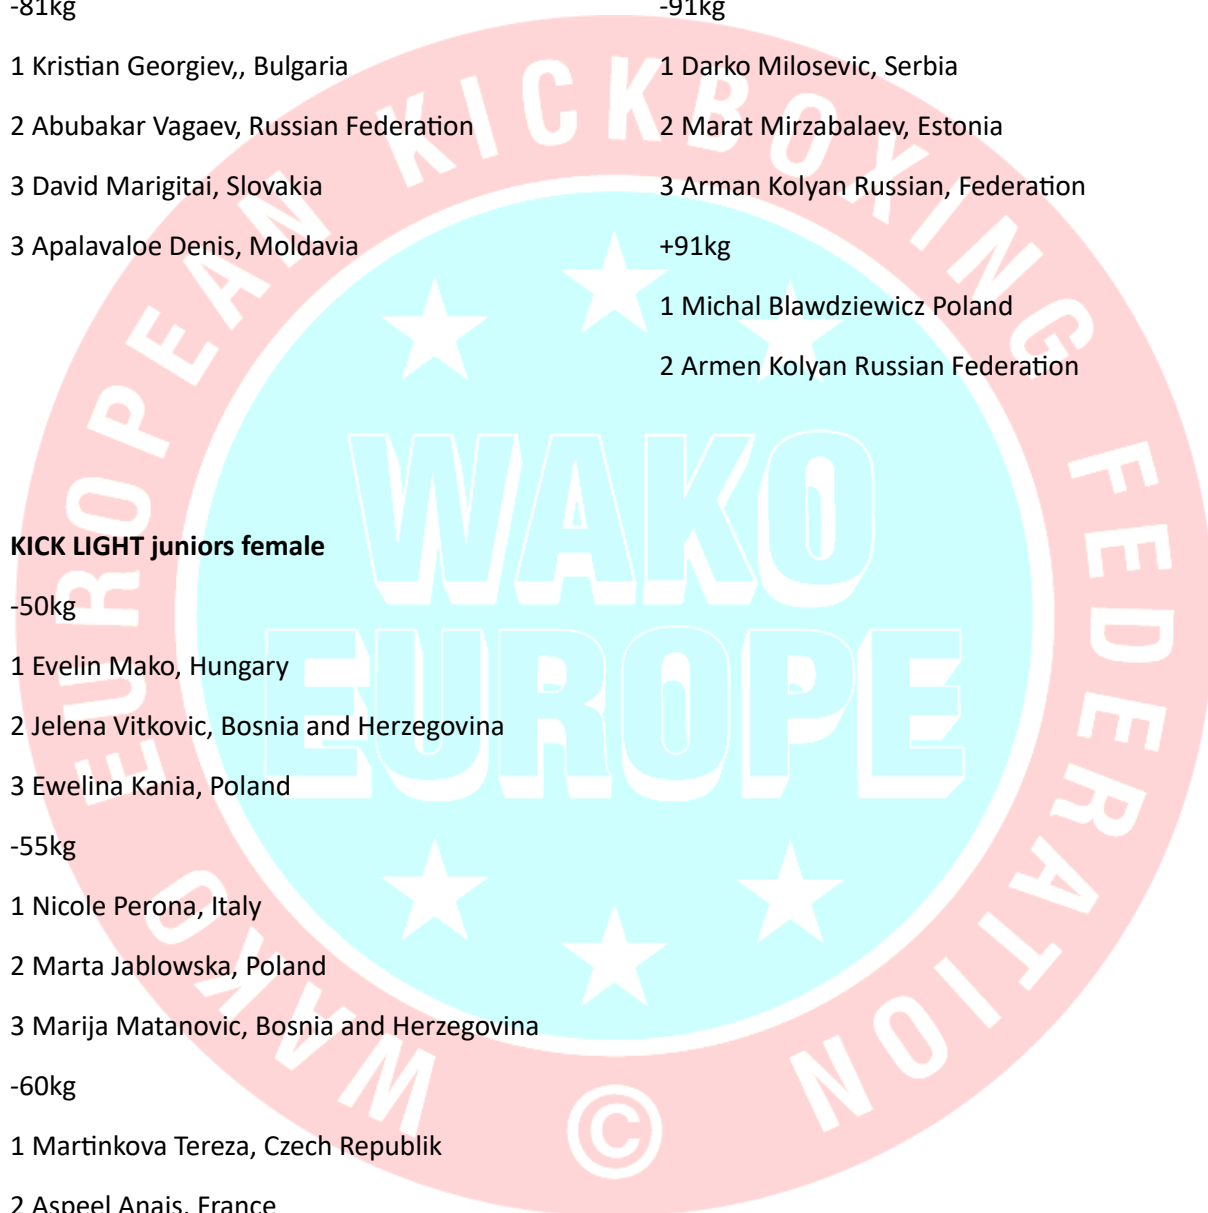 -81kg
1 Kristian Georgiev,, Bulgaria
2 Abubakar Vagaev, Russian Federation
3 David Marigitai, Slovakia
3 Apalavaloe Denis, Moldavia
-91kg
1 Darko Milosevic, Serbia
2 Marat Mirzabalaev, Estonia
3 Arman Kolyan Russian, Federation
+91kg
1 Michal Blawdziewicz Poland
2 Armen Kolyan Russian Federation
KICK LIGHT juniors female
-50kg
1 Evelin Mako, Hungary
2 Jelena Vitkovic, Bosnia and Herzegovina
3 Ewelina Kania, Poland
-55kg
1 Nicole Perona, Italy
2 Marta Jablowska, Poland
3 Marija Matanovic, Bosnia and Herzegovina
-60kg
1 Martinkova Tereza, Czech Republik
2 Aspeel Anais, France
WAKO EUROPEAN KICKBOXING FEDERATION ©
WAKO
EUROPE